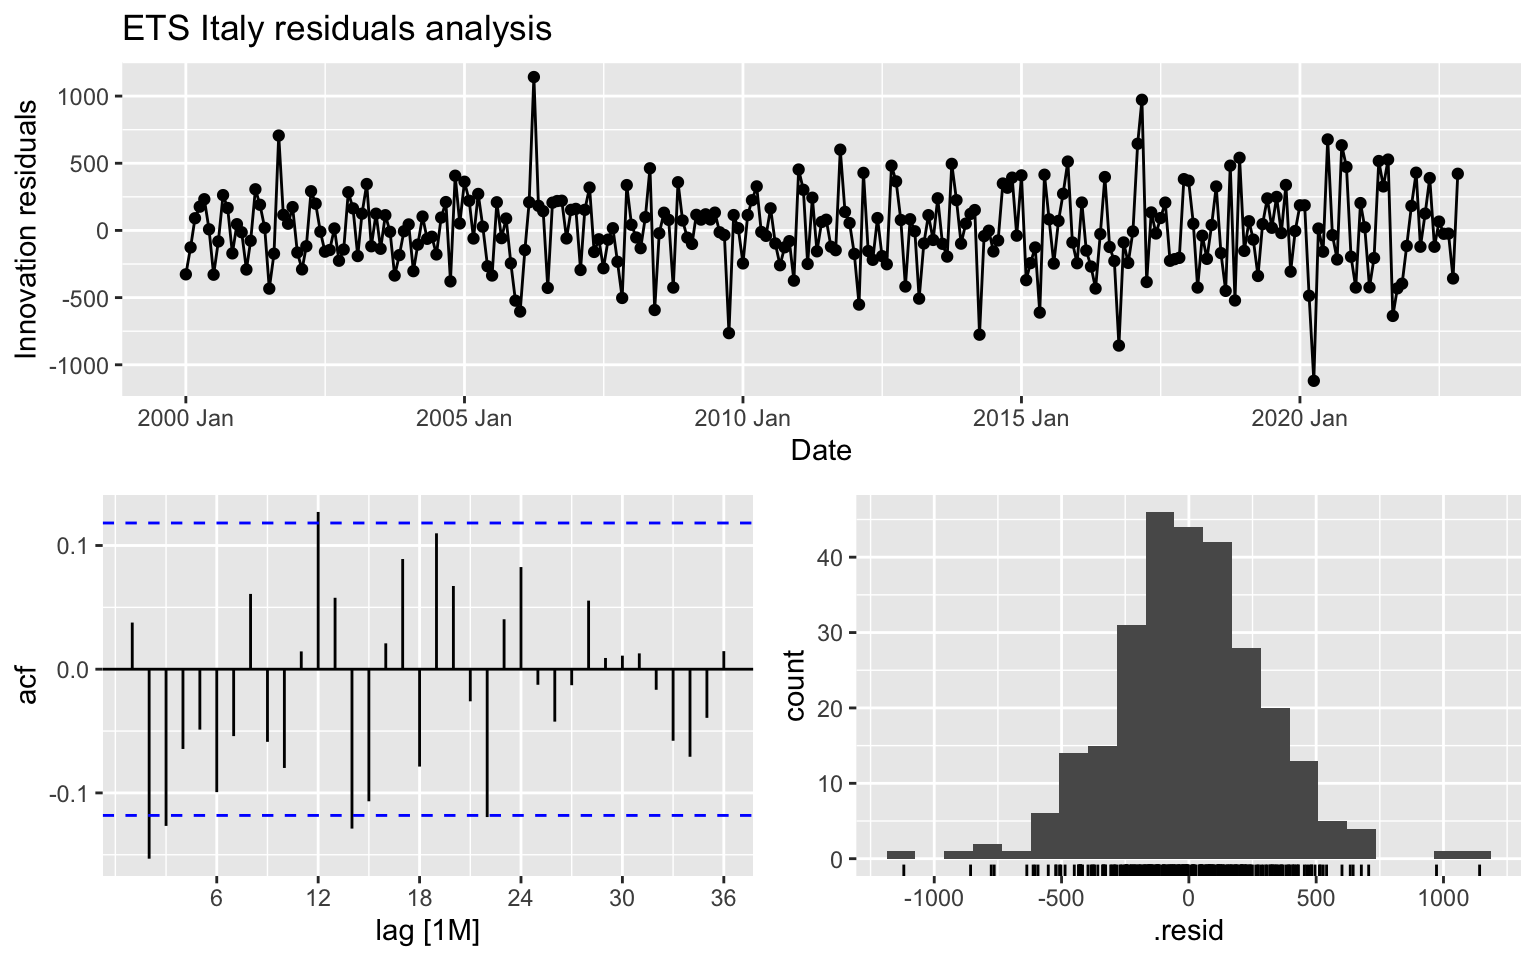 ETS Italy residuals analysis
Innovation residuals
1000
500
0
-500
-1000
2000 Jan 2005 Jan 2010 Jan 2015 Jan 2020 Jan
Date
acf
0.1
0.0
-0.1
6 12 18 24 30 36
lag [1M]
count
40
30
20
10
0
-1000 -500 0 500 1000
.resid